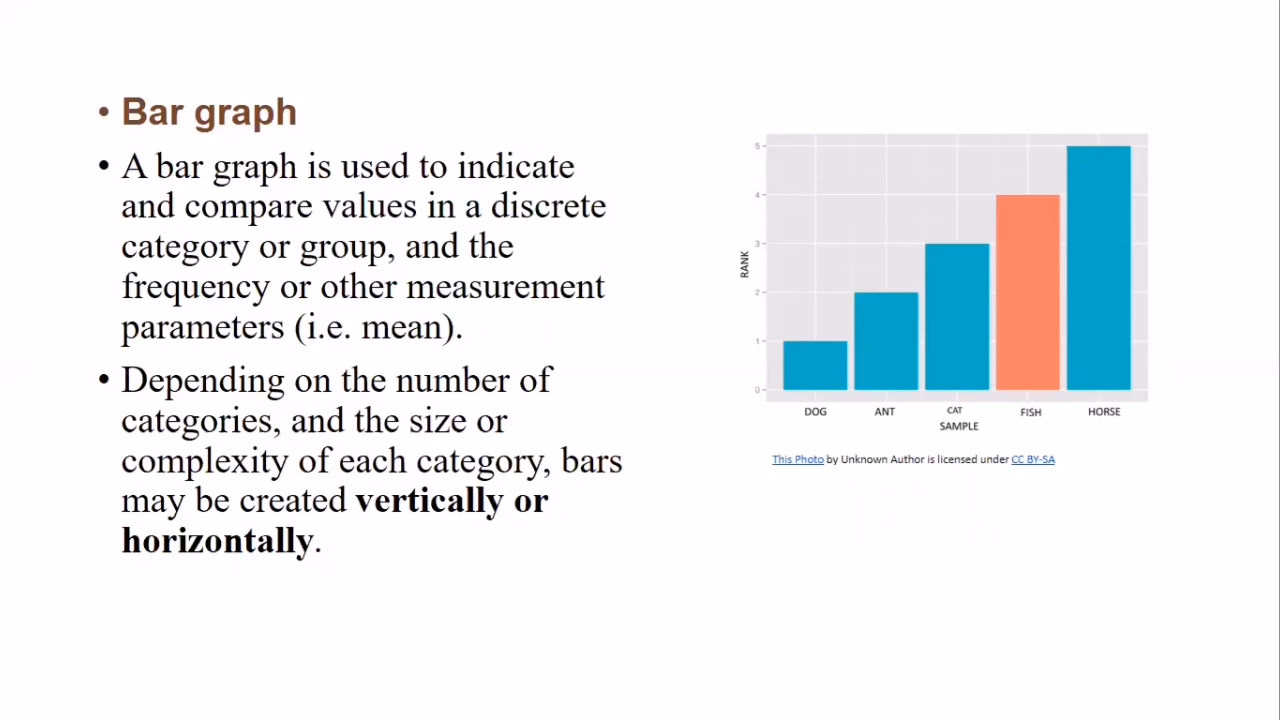 • Bar graph
• A bar graph is used to indicate
and compare values in a discrete
category or group, and the
frequency or other measurement
parameters (i.e. mean).
• Depending on the number of
categories, and the size or
complexity of each category, bars
may be created vertically or
horizontally.
5
4
3
2
1
0
RANK
DOG ANT CAT FISH HORSE
SAMPLE
This Photo by Unknown Author is licensed under CC BY-SA